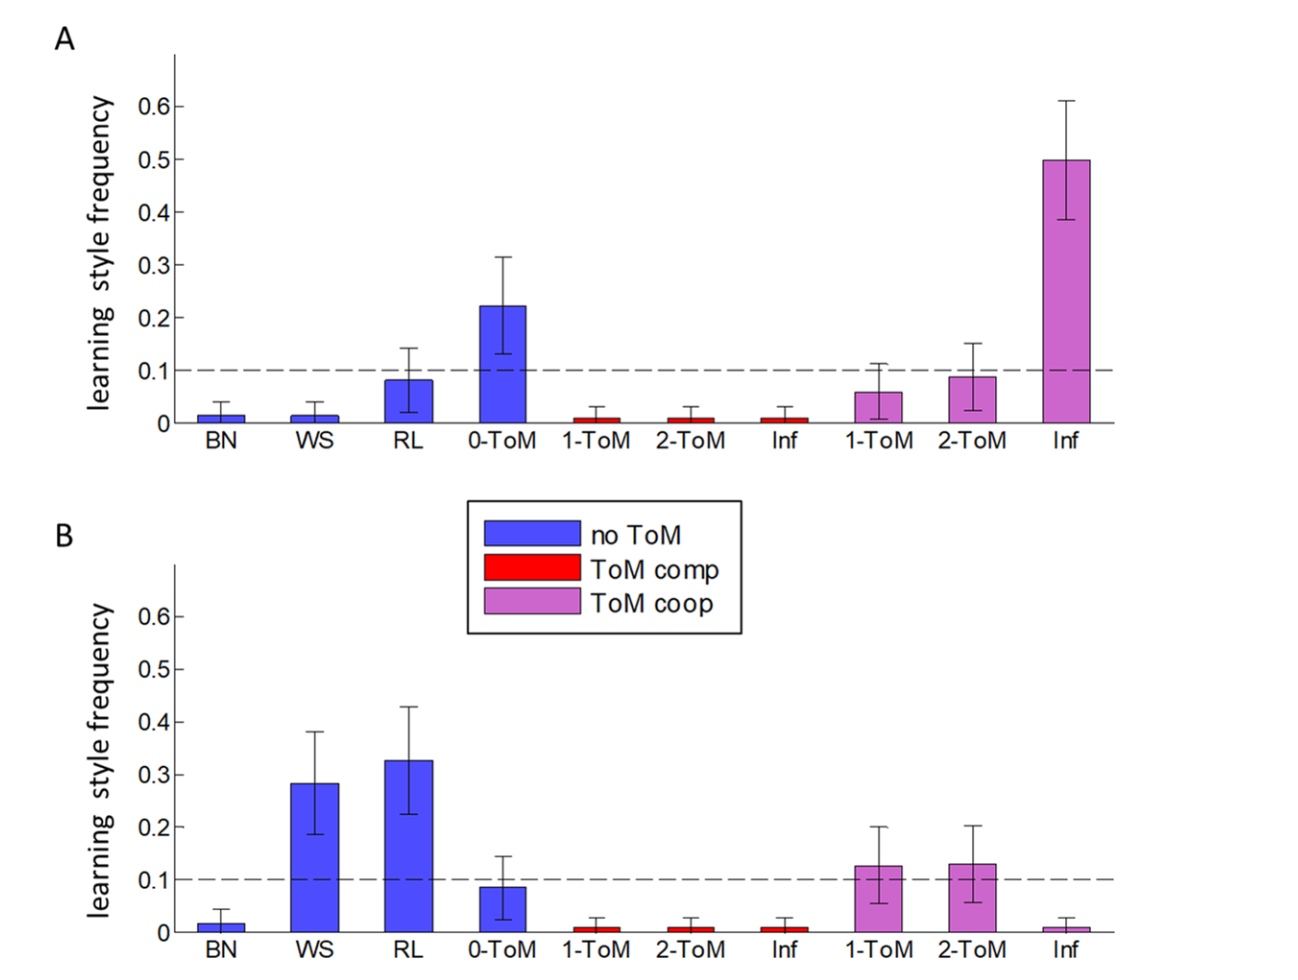 A
learning style frequency
0.6
0.5
0.4
0.3
0.2
0.1
0
BN WS RL 0-ToM 1-ToM 2-ToM Inf 1-ToM 2-ToM Inf
no ToM
ToM comp
ToM coop
B
learning style frequency
0.6
0.5
0.4
0.3
0.2
0.1
0
BN WS RL 0-ToM 1-ToM 2-ToM Inf 1-ToM 2-ToM Inf